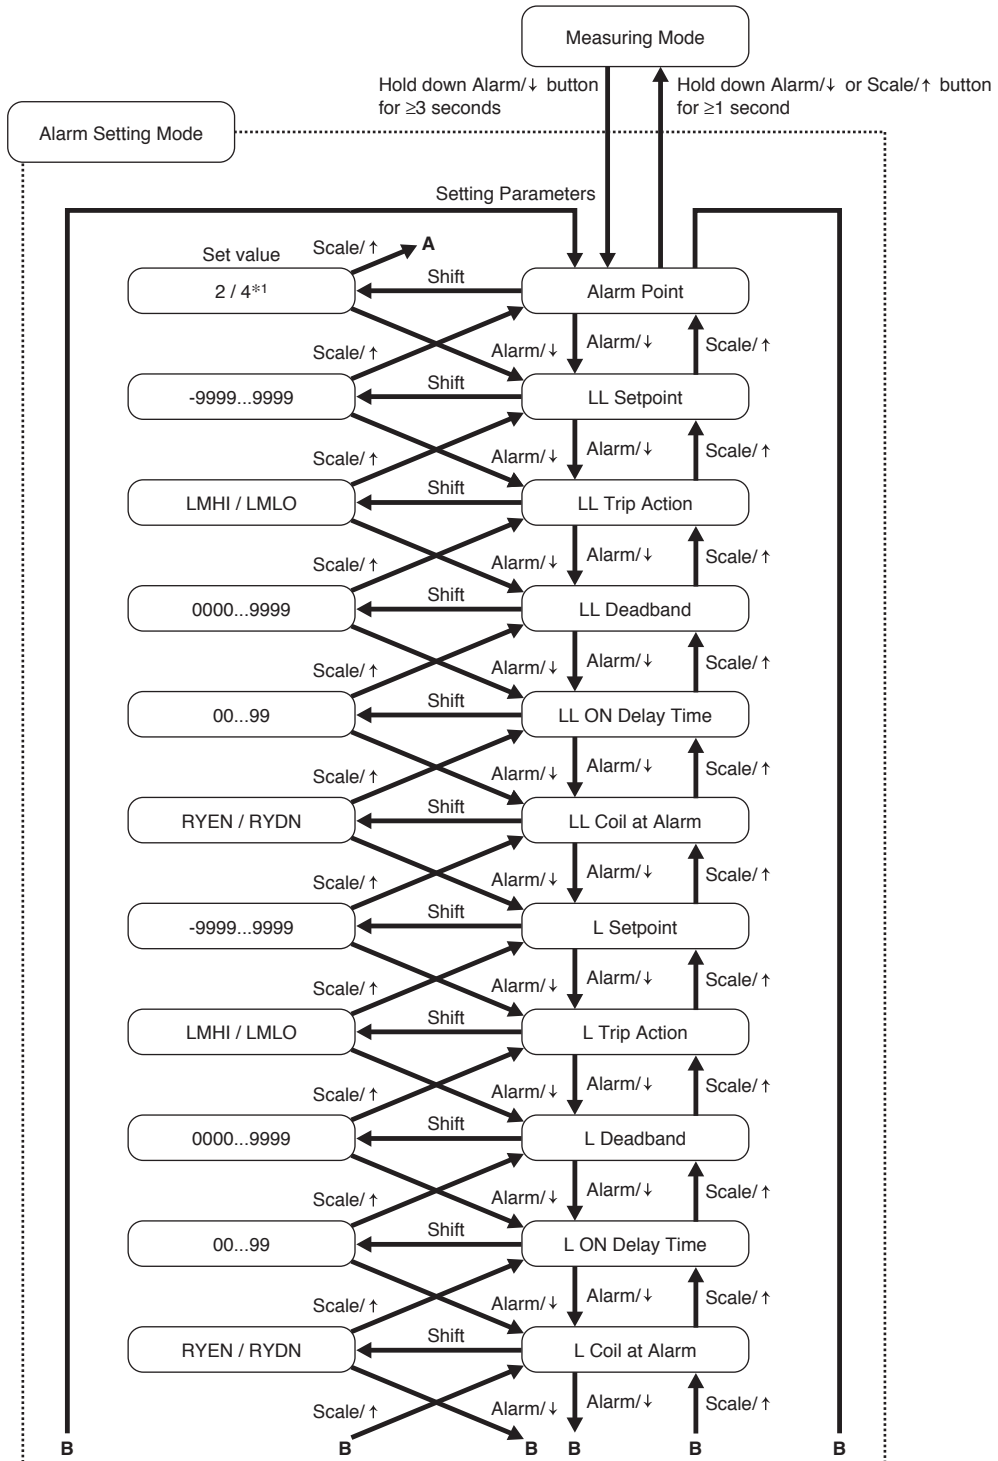 Measuring Mode
Hold down Alarm/↓ button
for ≥3 seconds
Hold down Alarm/↓ or Scale/↑ button
for ≥1 second
Alarm Setting Mode
Setting Parameters
Set value
Scale/↑
A
2 / 4*1
Shift
Alarm Point
Scale/↑
Alarm/↓
Alarm/↓
Scale/↑
-9999...9999
Shift
LL Setpoint
Scale/↑
Alarm/↓
Alarm/↓
Scale/↑
LMHI / LMLO
Shift
LL Trip Action
Scale/↑
Alarm/↓
Alarm/↓
Scale/↑
0000...9999
Shift
LL Deadband
Scale/↑
Alarm/↓
Alarm/↓
Scale/↑
00...99
Shift
LL ON Delay Time
Scale/↑
Alarm/↓
Alarm/↓
Scale/↑
RYEN / RYDN
Shift
LL Coil at Alarm
Scale/↑
Alarm/↓
Alarm/↓
Scale/↑
-9999...9999
Shift
L Setpoint
Scale/↑
Alarm/↓
Alarm/↓
Scale/↑
LMHI / LMLO
Shift
L Trip Action
Scale/↑
Alarm/↓
Alarm/↓
Scale/↑
0000...9999
Shift
L Deadband
Scale/↑
Alarm/↓
Alarm/↓
Scale/↑
00...99
Shift
L ON Delay Time
Scale/↑
Alarm/↓
Alarm/↓
Scale/↑
RYEN / RYDN
Shift
L Coil at Alarm
Scale/↑
Alarm/↓
Alarm/↓
Scale/↑
B
B
B
B
B
B